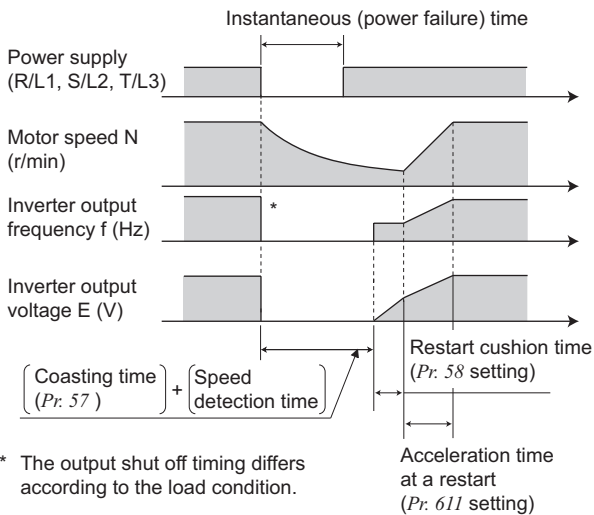 Instantaneous (power failure) time
Power supply
(R/L1, S/L2, T/L3)
Motor speed N
(r/min)
Inverter output
frequency f (Hz)
*
Inverter output
voltage E (V)
Coasting time
(Pr. 57 )
+
Speed
detection time
Restart cushion time
(Pr. 58 setting)
Acceleration time
at a restart
(Pr. 611 setting)
* The output shut off timing differs
according to the load condition.